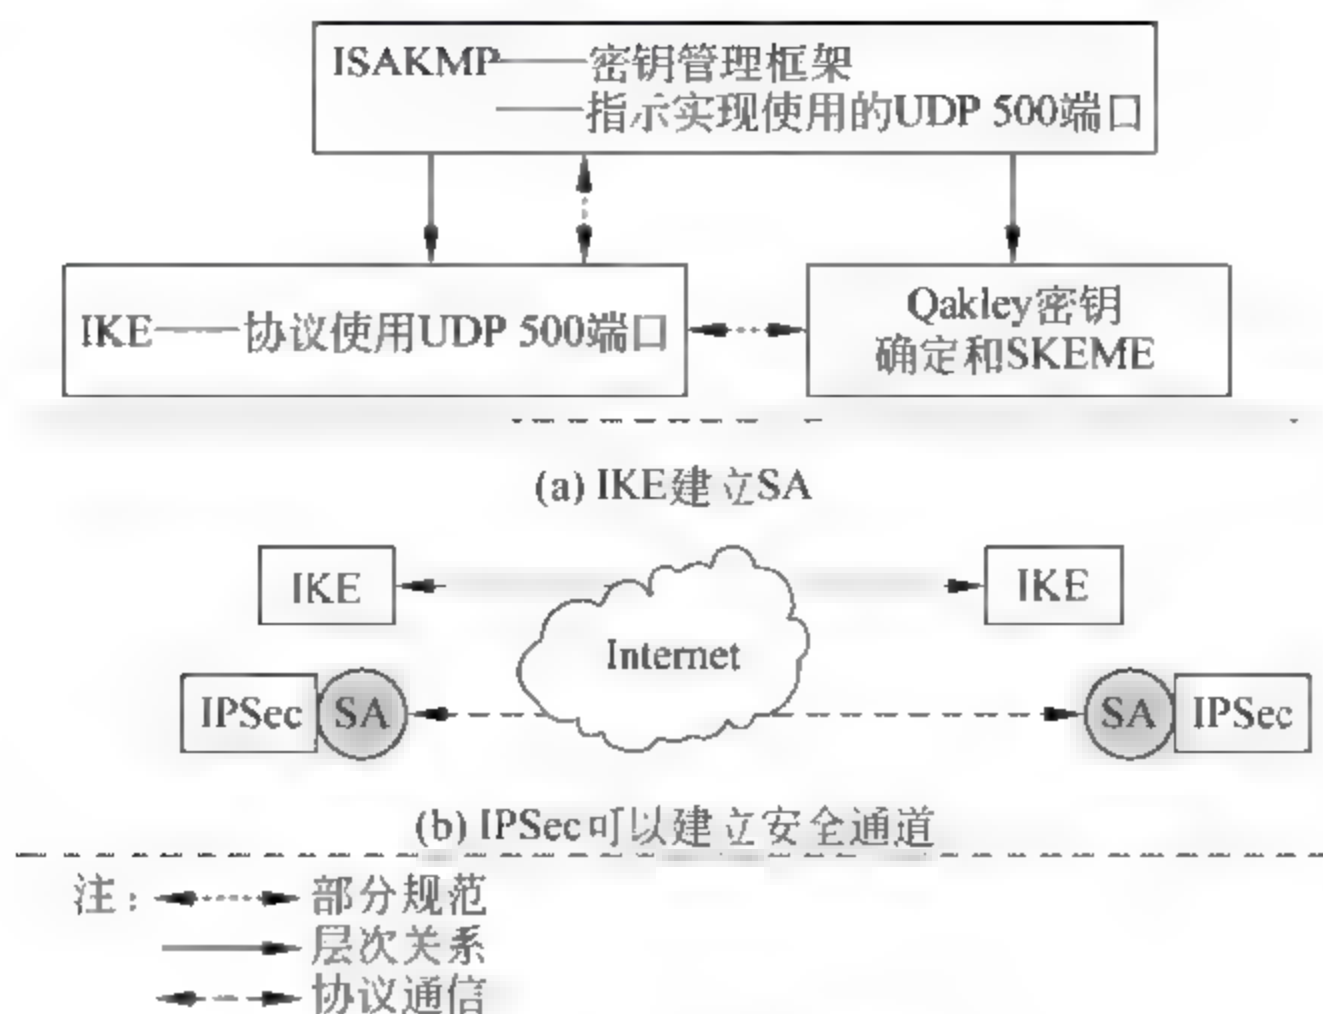 ISAKMP——密钥管理框架
——指示实现使用的UDP 500端口
IKE——协议使用UDP 500端口
Qakley密钥
确定和SKEME
(a) IKE建立SA
IKE
Internet
IKE
IPSec SA
SA IPSec
(b) IPSec可以建立安全通道
注：部分规范
层次关系
协议通信